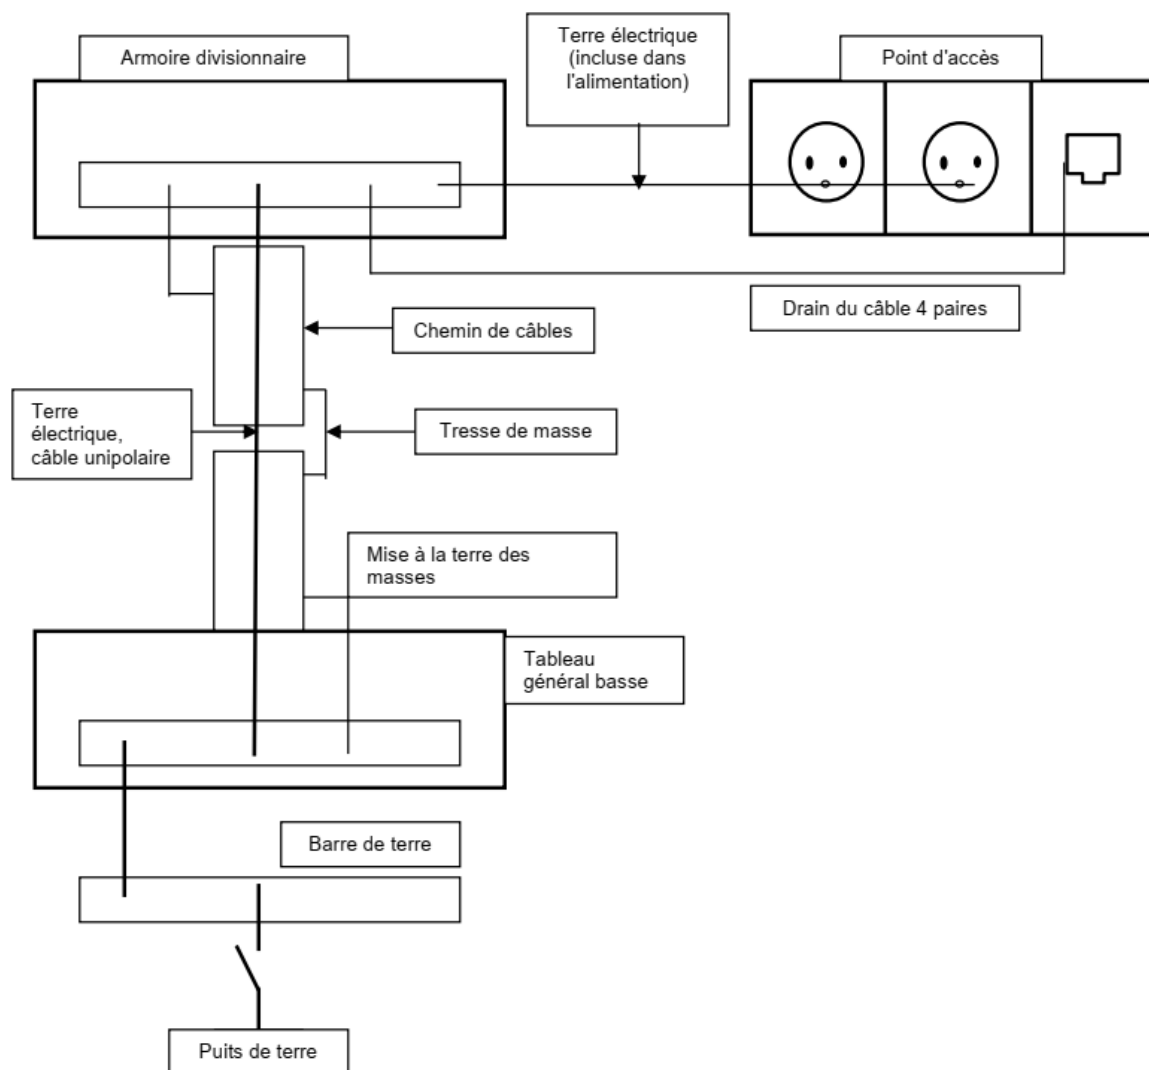 Armoire divisionnaire
Terre électrique
(incluse dans
l'alimentation)
Point d'accès
Drain du câble 4 paires
Chemin de câbles
Terre
électrique,
câble unipolaire
Tresse de masse
Mise à la terre des
masses
Tableau
général basse
Barre de terre
Puits de terre